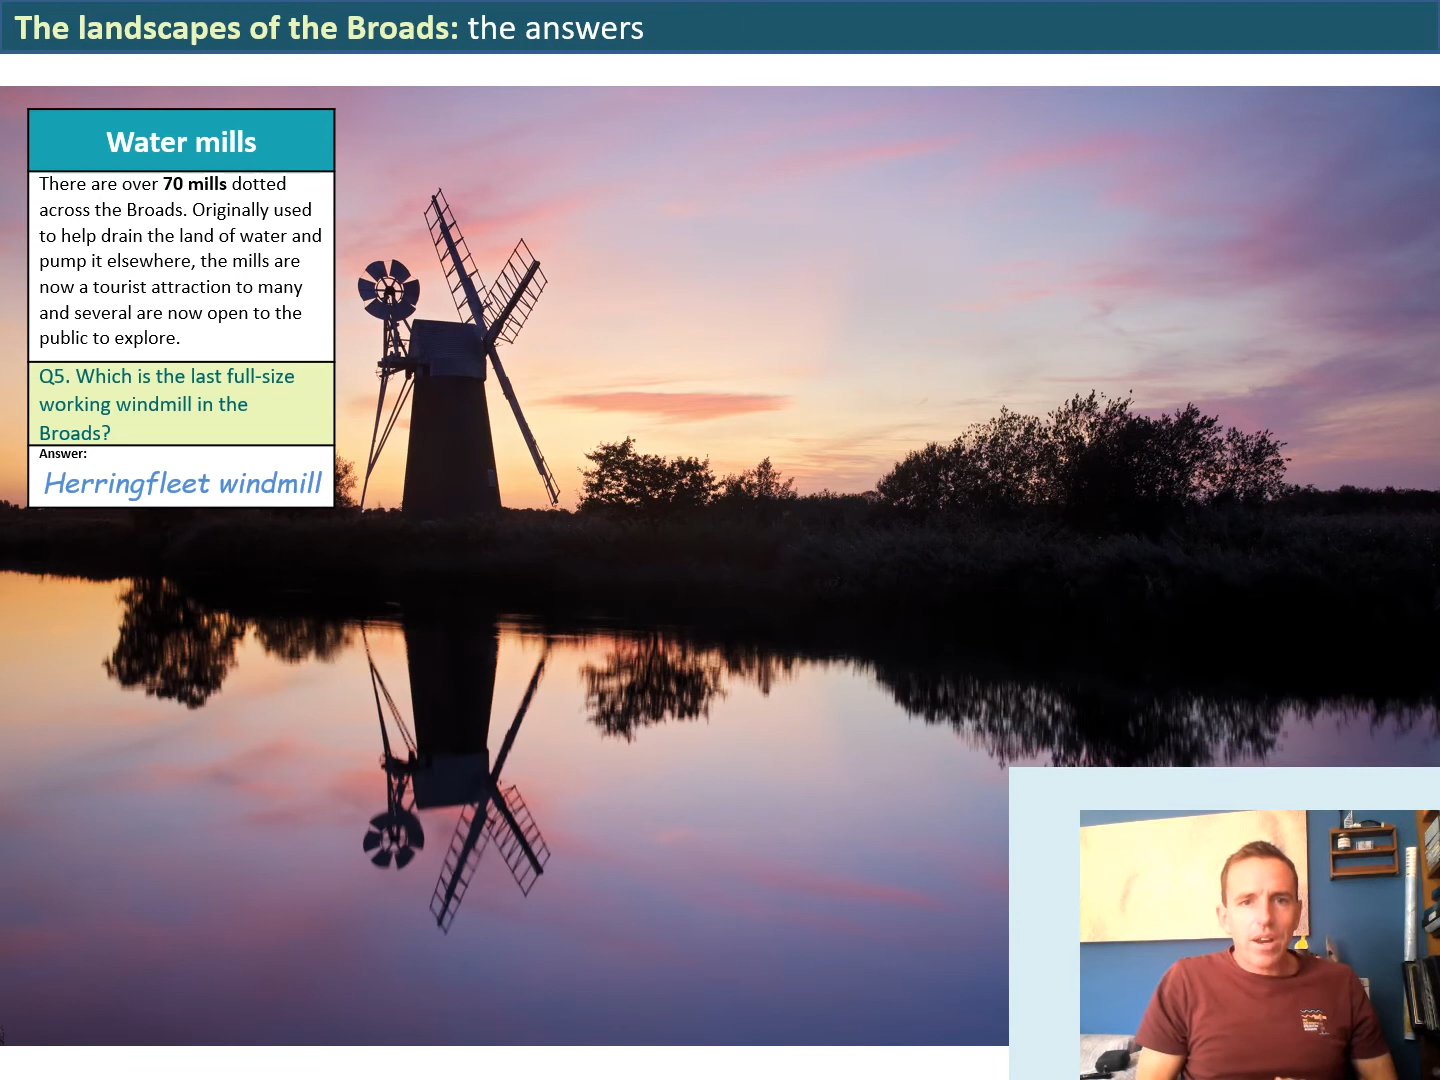 The landscapes of the Broads: the answers
Water mills
There are over 70 mills dotted
across the Broads. Originally used
to help drain the land of water and
pump it elsewhere, the mills are
now a tourist attraction to many
and several are now open to the
public to explore.
Q5. Which is the last full-size
working windmill in the
Broads?
Answer:
Herringfleet windmill